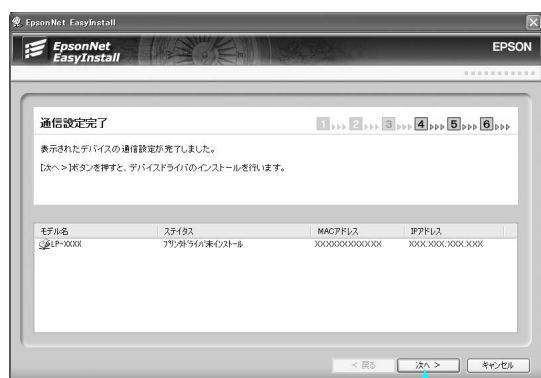 EpsonNet EasyInstall
EpsonNet
EasyInstall
EPSON
通信設定完了
1 2 3 4 5 6
表示されたデバイスの通信設定が完了しました。
[次へ >]ボタンを押すと、デバイスドライバのインストールを行います。
モデル名 ステイタス MACアドレス IPアドレス
LP-XXXX プリンタドライバ未インストール XXXXXXXXXXXX XXX.XXX.XXX.XXX
< 戻る 次へ > キャンセル